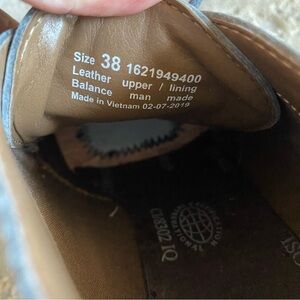 Size 38 1621949400
Leather upper / lining
Balance man made
Made in Vietnam 02-07-2019